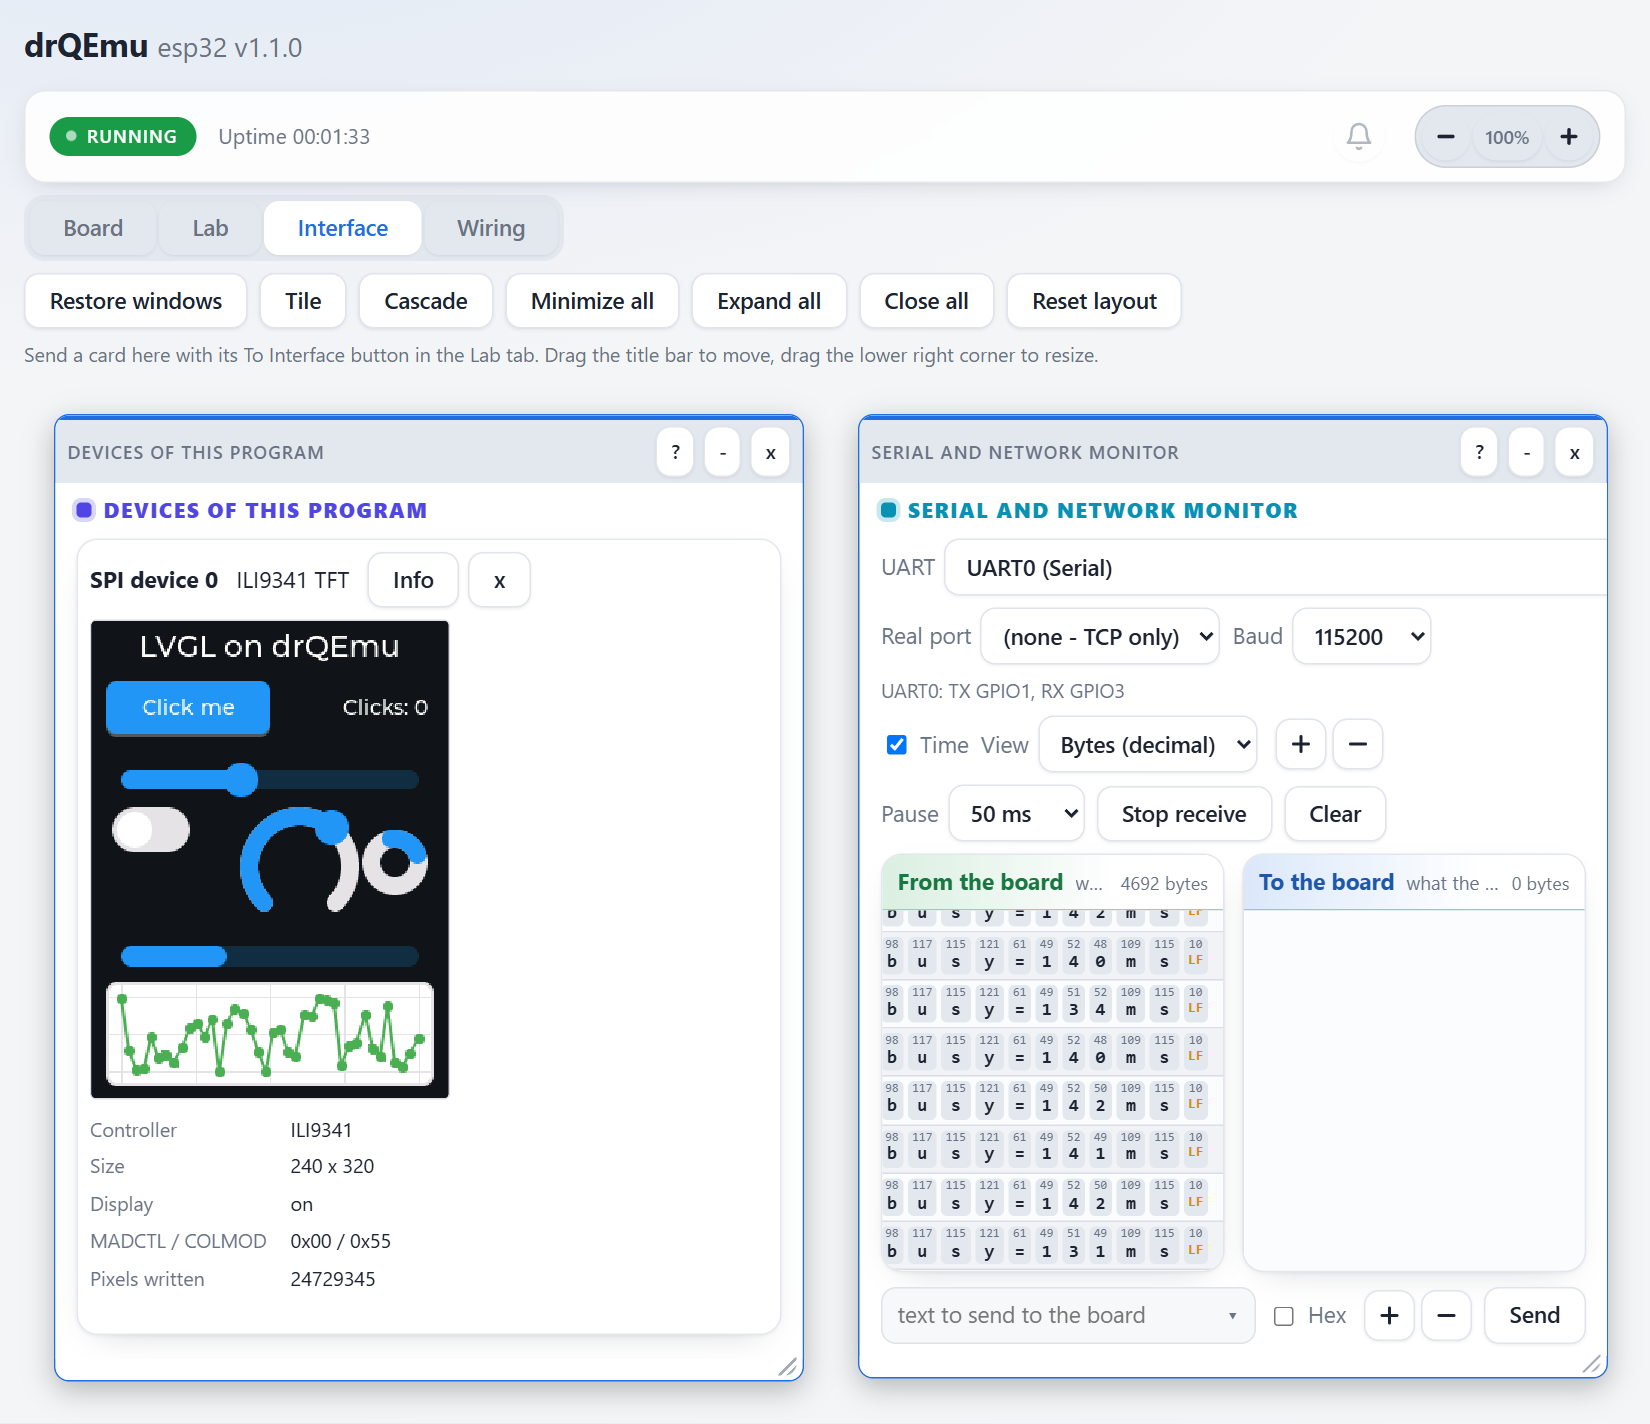 drQEmu esp32 v1.1.0
RUNNING Uptime 00:01:33 100%
Board Lab Interface Wiring
Restore windows Tile Cascade Minimize all Expand all Close all Reset layout
Send a card here with its To Interface button in the Lab tab. Drag the title bar to move, drag the lower right corner to resize.
DEVICES OF THIS PROGRAM ? - x
DEVICES OF THIS PROGRAM
SPI device 0 ILI9341 TFT Info x
LVGL on drQEmu
Click me Clicks: 0
Controller ILI9341
Size 240 x 320
Display on
MADCTL / COLMOD 0x00 / 0x55
Pixels written 24729345
SERIAL AND NETWORK MONITOR ? - x
SERIAL AND NETWORK MONITOR
UART UART0 (Serial)
Real port (none - TCP only) Baud 115200
UART0: TX GPIO1, RX GPIO3
Time View Bytes (decimal) + −
Pause 50 ms Stop receive Clear
From the board w... 4692 bytes
b u s y = 1 4 2 m s LF
98 117 115 121 61 49 52 48 109 115 10
b u s y = 1 4 0 m s LF
98 117 115 121 61 49 51 52 109 115 10
b u s y = 1 3 4 m s LF
98 117 115 121 61 49 52 48 109 115 10
b u s y = 1 4 0 m s LF
98 117 115 121 61 49 52 50 109 115 10
b u s y = 1 4 2 m s LF
98 117 115 121 61 49 52 49 109 115 10
b u s y = 1 4 1 m s LF
98 117 115 121 61 49 52 50 109 115 10
b u s y = 1 4 2 m s LF
98 117 115 121 61 49 51 49 109 115 10
b u s y = 1 3 1 m s LF
To the board what the ... 0 bytes
text to send to the board Hex + − Send